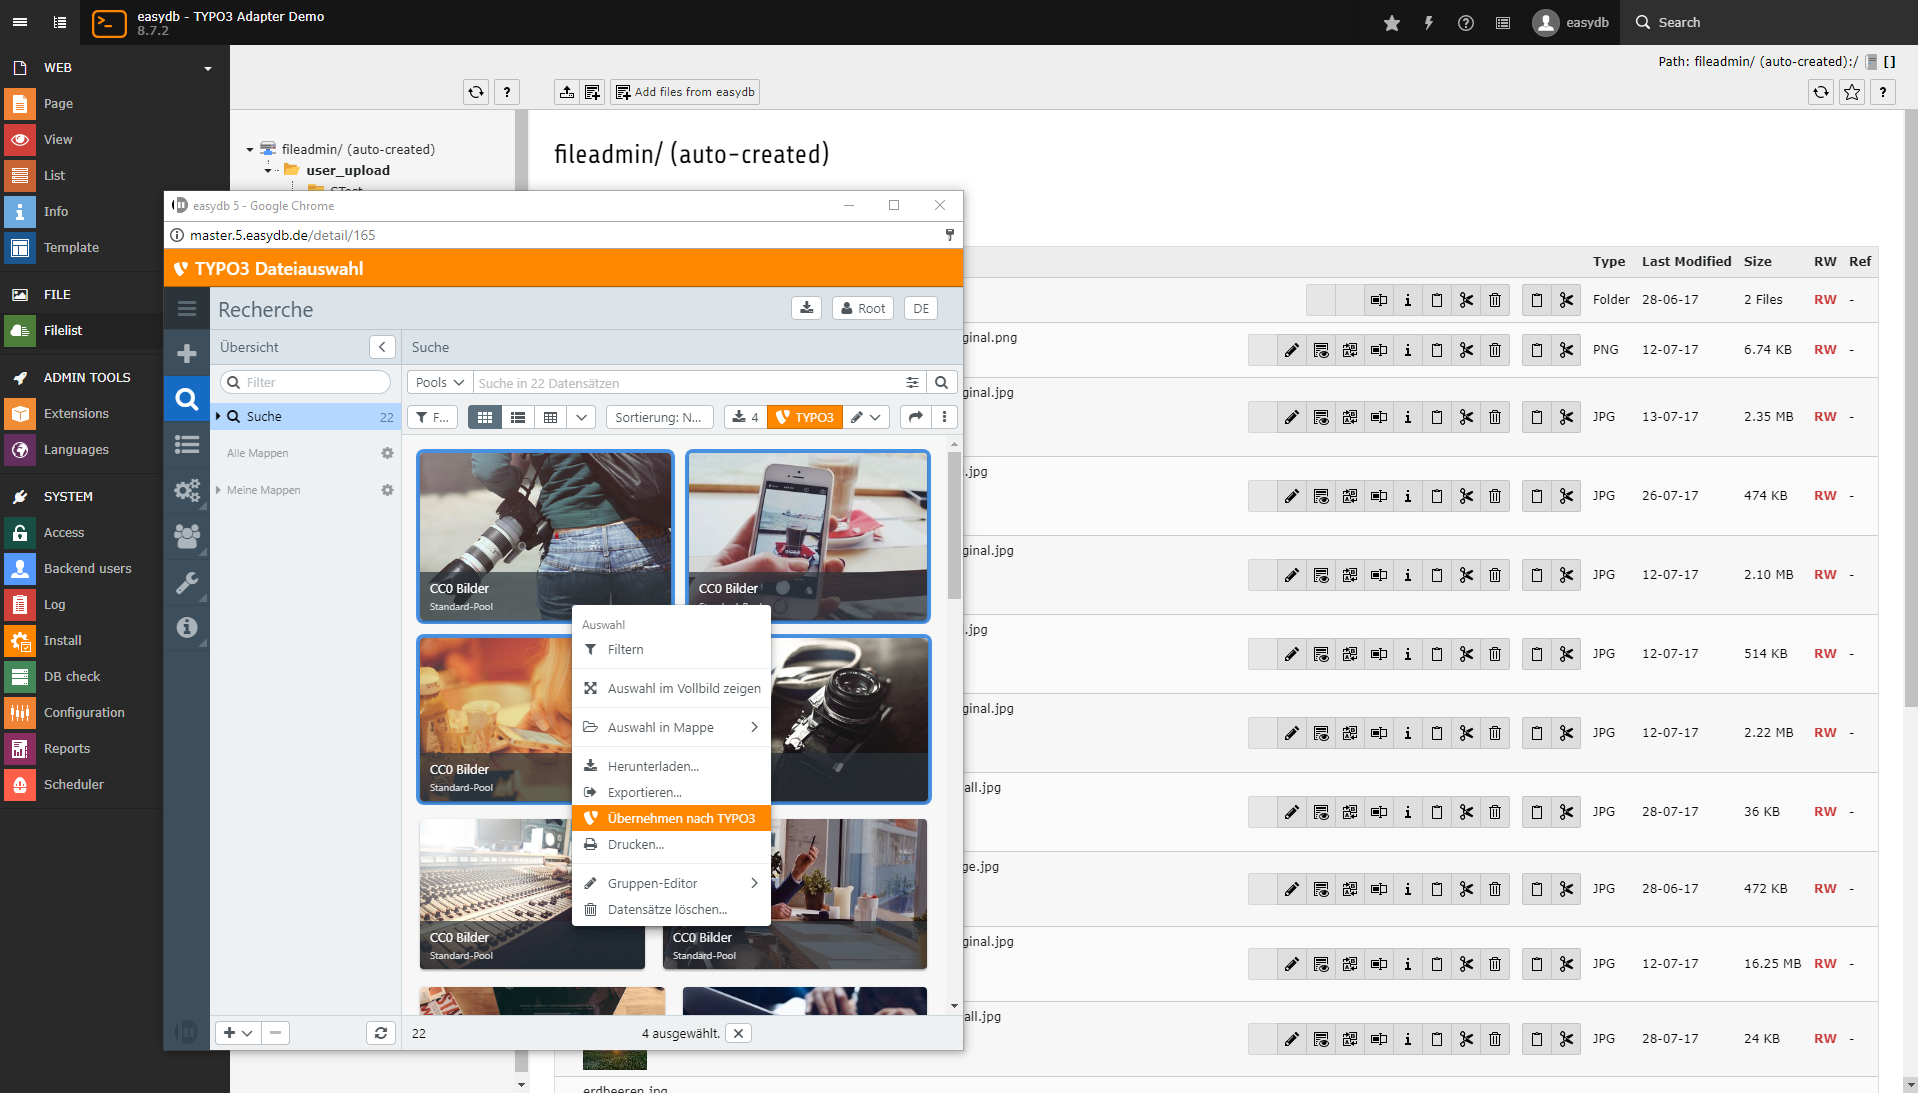 easydb - TYPO3 Adapter Demo
8.7.2
easydb
Search
WEB
Page
View
List
Info
Template
FILE
Filelist
ADMIN TOOLS
Extensions
Languages
SYSTEM
Access
Backend users
Log
Install
DB check
Configuration
Reports
Scheduler
Path: fileadmin/ (auto-created):/ []
?
Add files from easydb
?
fileadmin/ (auto-created)
user_upload
fileadmin/ (auto-created)
easydb 5 - Google Chrome
master.5.easydb.de/detail/165
TYPO3 Dateiauswahl
Recherche
Root
DE
Übersicht
Suche
Filter
Pools
Suche in 22 Datensätzen
Suche 22
F...
Sortierung: N...
4
TYPO3
Alle Mappen
Meine Mappen
CC0 Bilder
Standard-Pool
CC0 Bilder
CC0 Bilder
Standard-Pool
CC0 Bilder
Standard-Pool
CC0 Bilder
Standard-Pool
Auswahl
Filtern
Auswahl im Vollbild zeigen
Auswahl in Mappe
Herunterladen...
Exportieren...
Übernehmen nach TYPO3
Drucken...
Gruppen-Editor
Datensätze löschen...
22
4 ausgewählt.
Type Last Modified Size RW Ref
Folder 28-06-17 2 Files RW -
ginal.png
PNG 12-07-17 6.74 KB RW -
ginal.jpg
JPG 13-07-17 2.35 MB RW -
l.jpg
JPG 26-07-17 474 KB RW -
ginal.jpg
JPG 12-07-17 2.10 MB RW -
l.jpg
JPG 12-07-17 514 KB RW -
ginal.jpg
JPG 12-07-17 2.22 MB RW -
all.jpg
JPG 28-07-17 36 KB RW -
ge.jpg
JPG 28-06-17 472 KB RW -
ginal.jpg
JPG 12-07-17 16.25 MB RW -
all.jpg
JPG 28-07-17 24 KB RW -
erdbeeren.jpg